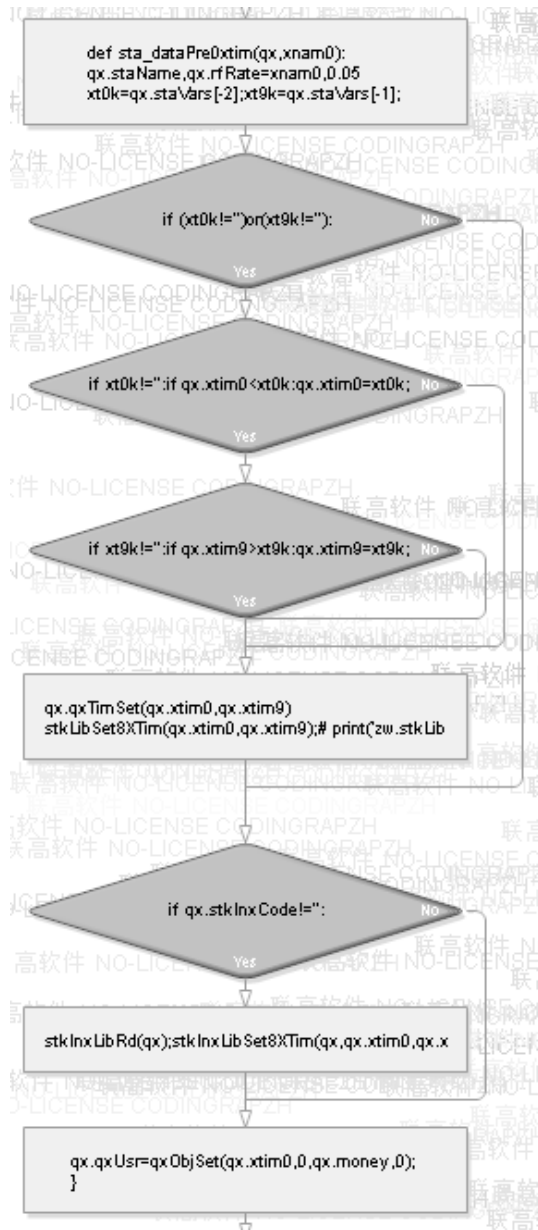 def sta_dataPre0xtim(qx,xnam0):
qx.staName,qx.rfRate=xnam0,0.05
xt0k=qx.staVars[-2];xt9k=qx.staVars[-1];
if (xt0k!='')or(xt9k!=''):
No
Yes
if xt0k!='':if qx.xtim0<xt0k:qx.xtim0=xt0k;
No
Yes
if xt9k!='':if qx.xtim9>xt9k:qx.xtim9=xt9k;
No
Yes
qx.qxTimSet(qx.xtim0,qx.xtim9)
stkLibSet8XTim(qx.xtim0,qx.xtim9);# print('zw.stkLib
if qx.stkInxCode!='':
No
Yes
stkInxLibRd(qx);stkInxLibSet8XTim(qx,qx.xtim0,qx.x
qx.qxUsr=qxObjSet(qx.xtim0,0,qx.money,0);
}